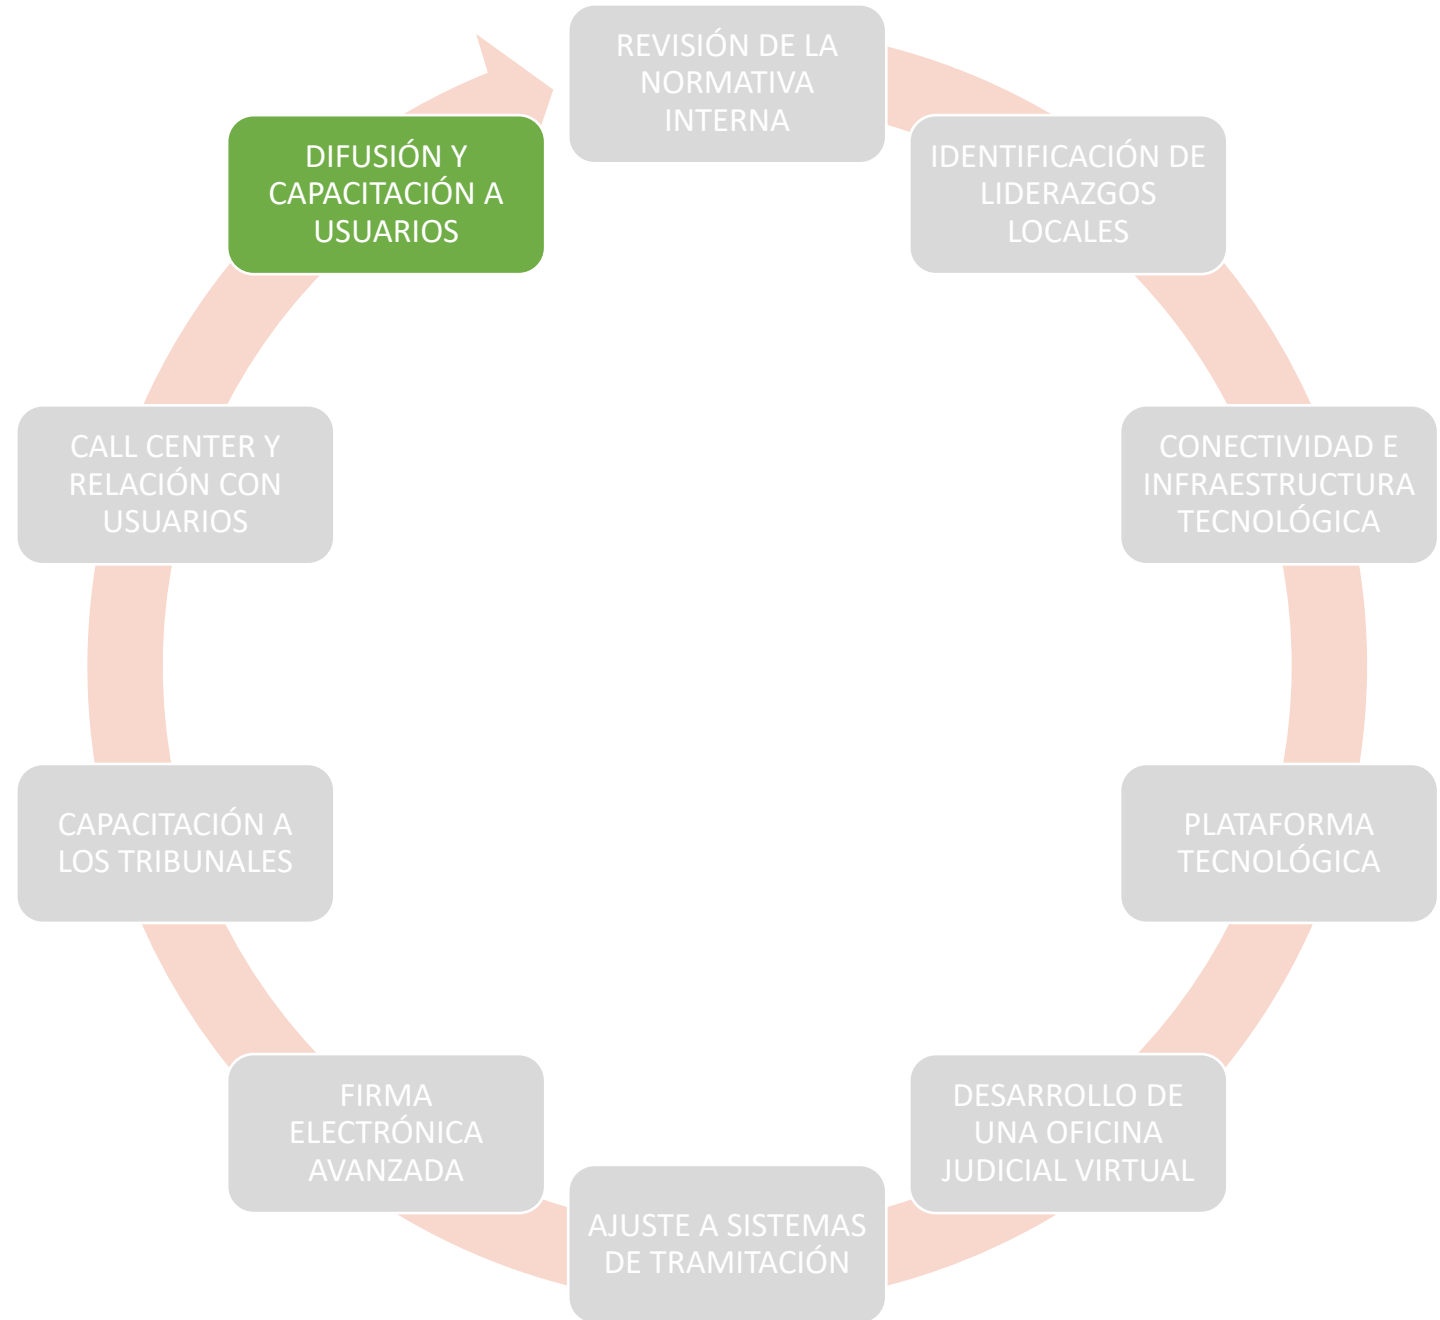 REVISIÓN DE LA
NORMATIVA
INTERNA
IDENTIFICACIÓN DE
LIDERAZGOS
LOCALES
CONECTIVIDAD E
INFRAESTRUCTURA
TECNOLÓGICA
PLATAFORMA
TECNOLÓGICA
DESARROLLO DE
UNA OFICINA
JUDICIAL VIRTUAL
AJUSTE A SISTEMAS
DE TRAMITACIÓN
FIRMA
ELECTRÓNICA
AVANZADA
CAPACITACIÓN A
LOS TRIBUNALES
CALL CENTER Y
RELACIÓN CON
USUARIOS
DIFUSIÓN Y
CAPACITACIÓN A
USUARIOS